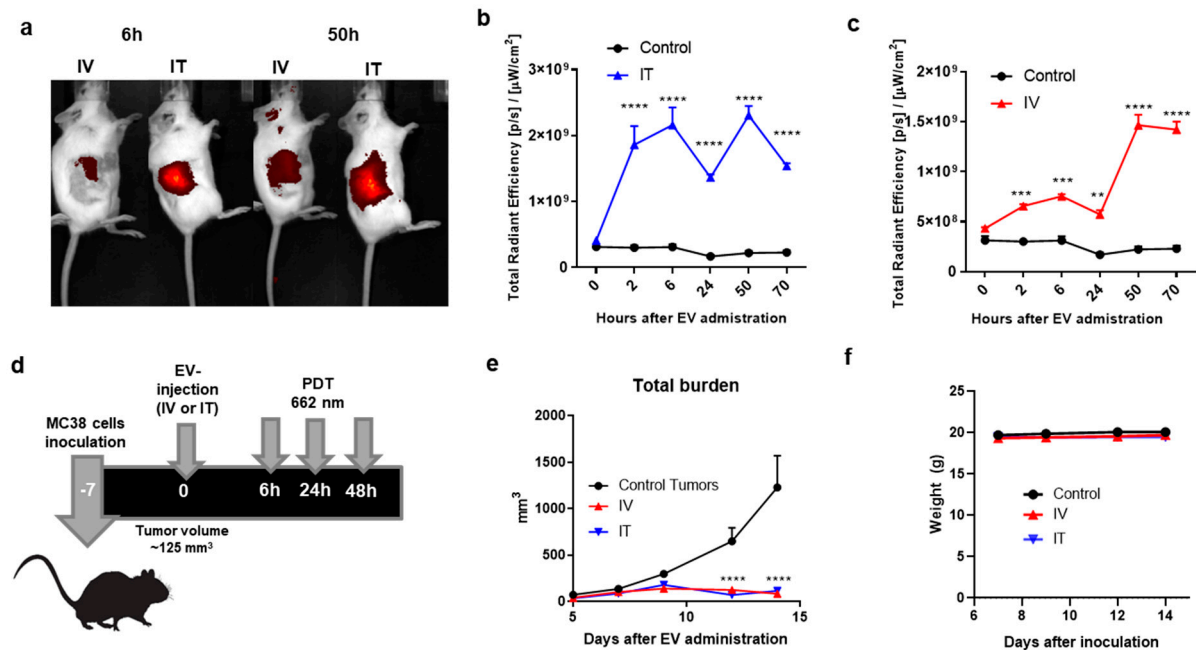 a
6h 50h
IV IT IV IT
b
Control
IT
Total Radiant Efficiency [p/s] / [µW/cm²]
3×10⁹
2×10⁹
1×10⁹
0
**** **** **** **** ****
0 2 6 24 50 70
Hours after EV admistration
c
Control
IV
Total Radiant Efficiency [p/s] / [µW/cm²]
2×10⁹
1.5×10⁹
1×10⁹
5×10⁸
0
*** *** ** **** ****
0 2 6 24 50 70
Hours after EV admistration
d
MC38 cells
inoculation
EV-
injection
(IV or IT)
PDT
662 nm
-7 0 6h 24h 48h
Tumor volume
~125 mm³
e
Total burden
mm³
2000
1500
1000
500
0
Control Tumors
IV
IT
**** ****
5 10 15
Days after EV administration
f
Weight (g)
25
20
15
10
5
0
Control
IV
IT
6 8 10 12 14
Days after inoculation